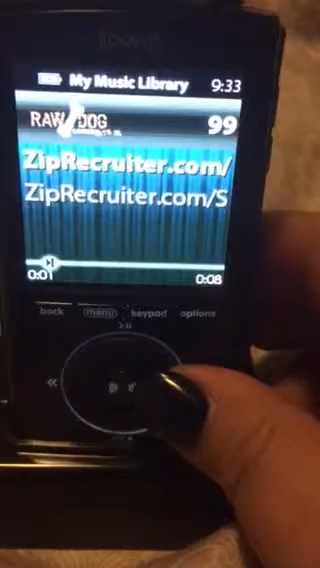 My Music Library 9:33
RAW DOG 99
ZipRecruiter.com/
ZipRecruiter.com/S
0:01 0:08
back menu keypad options